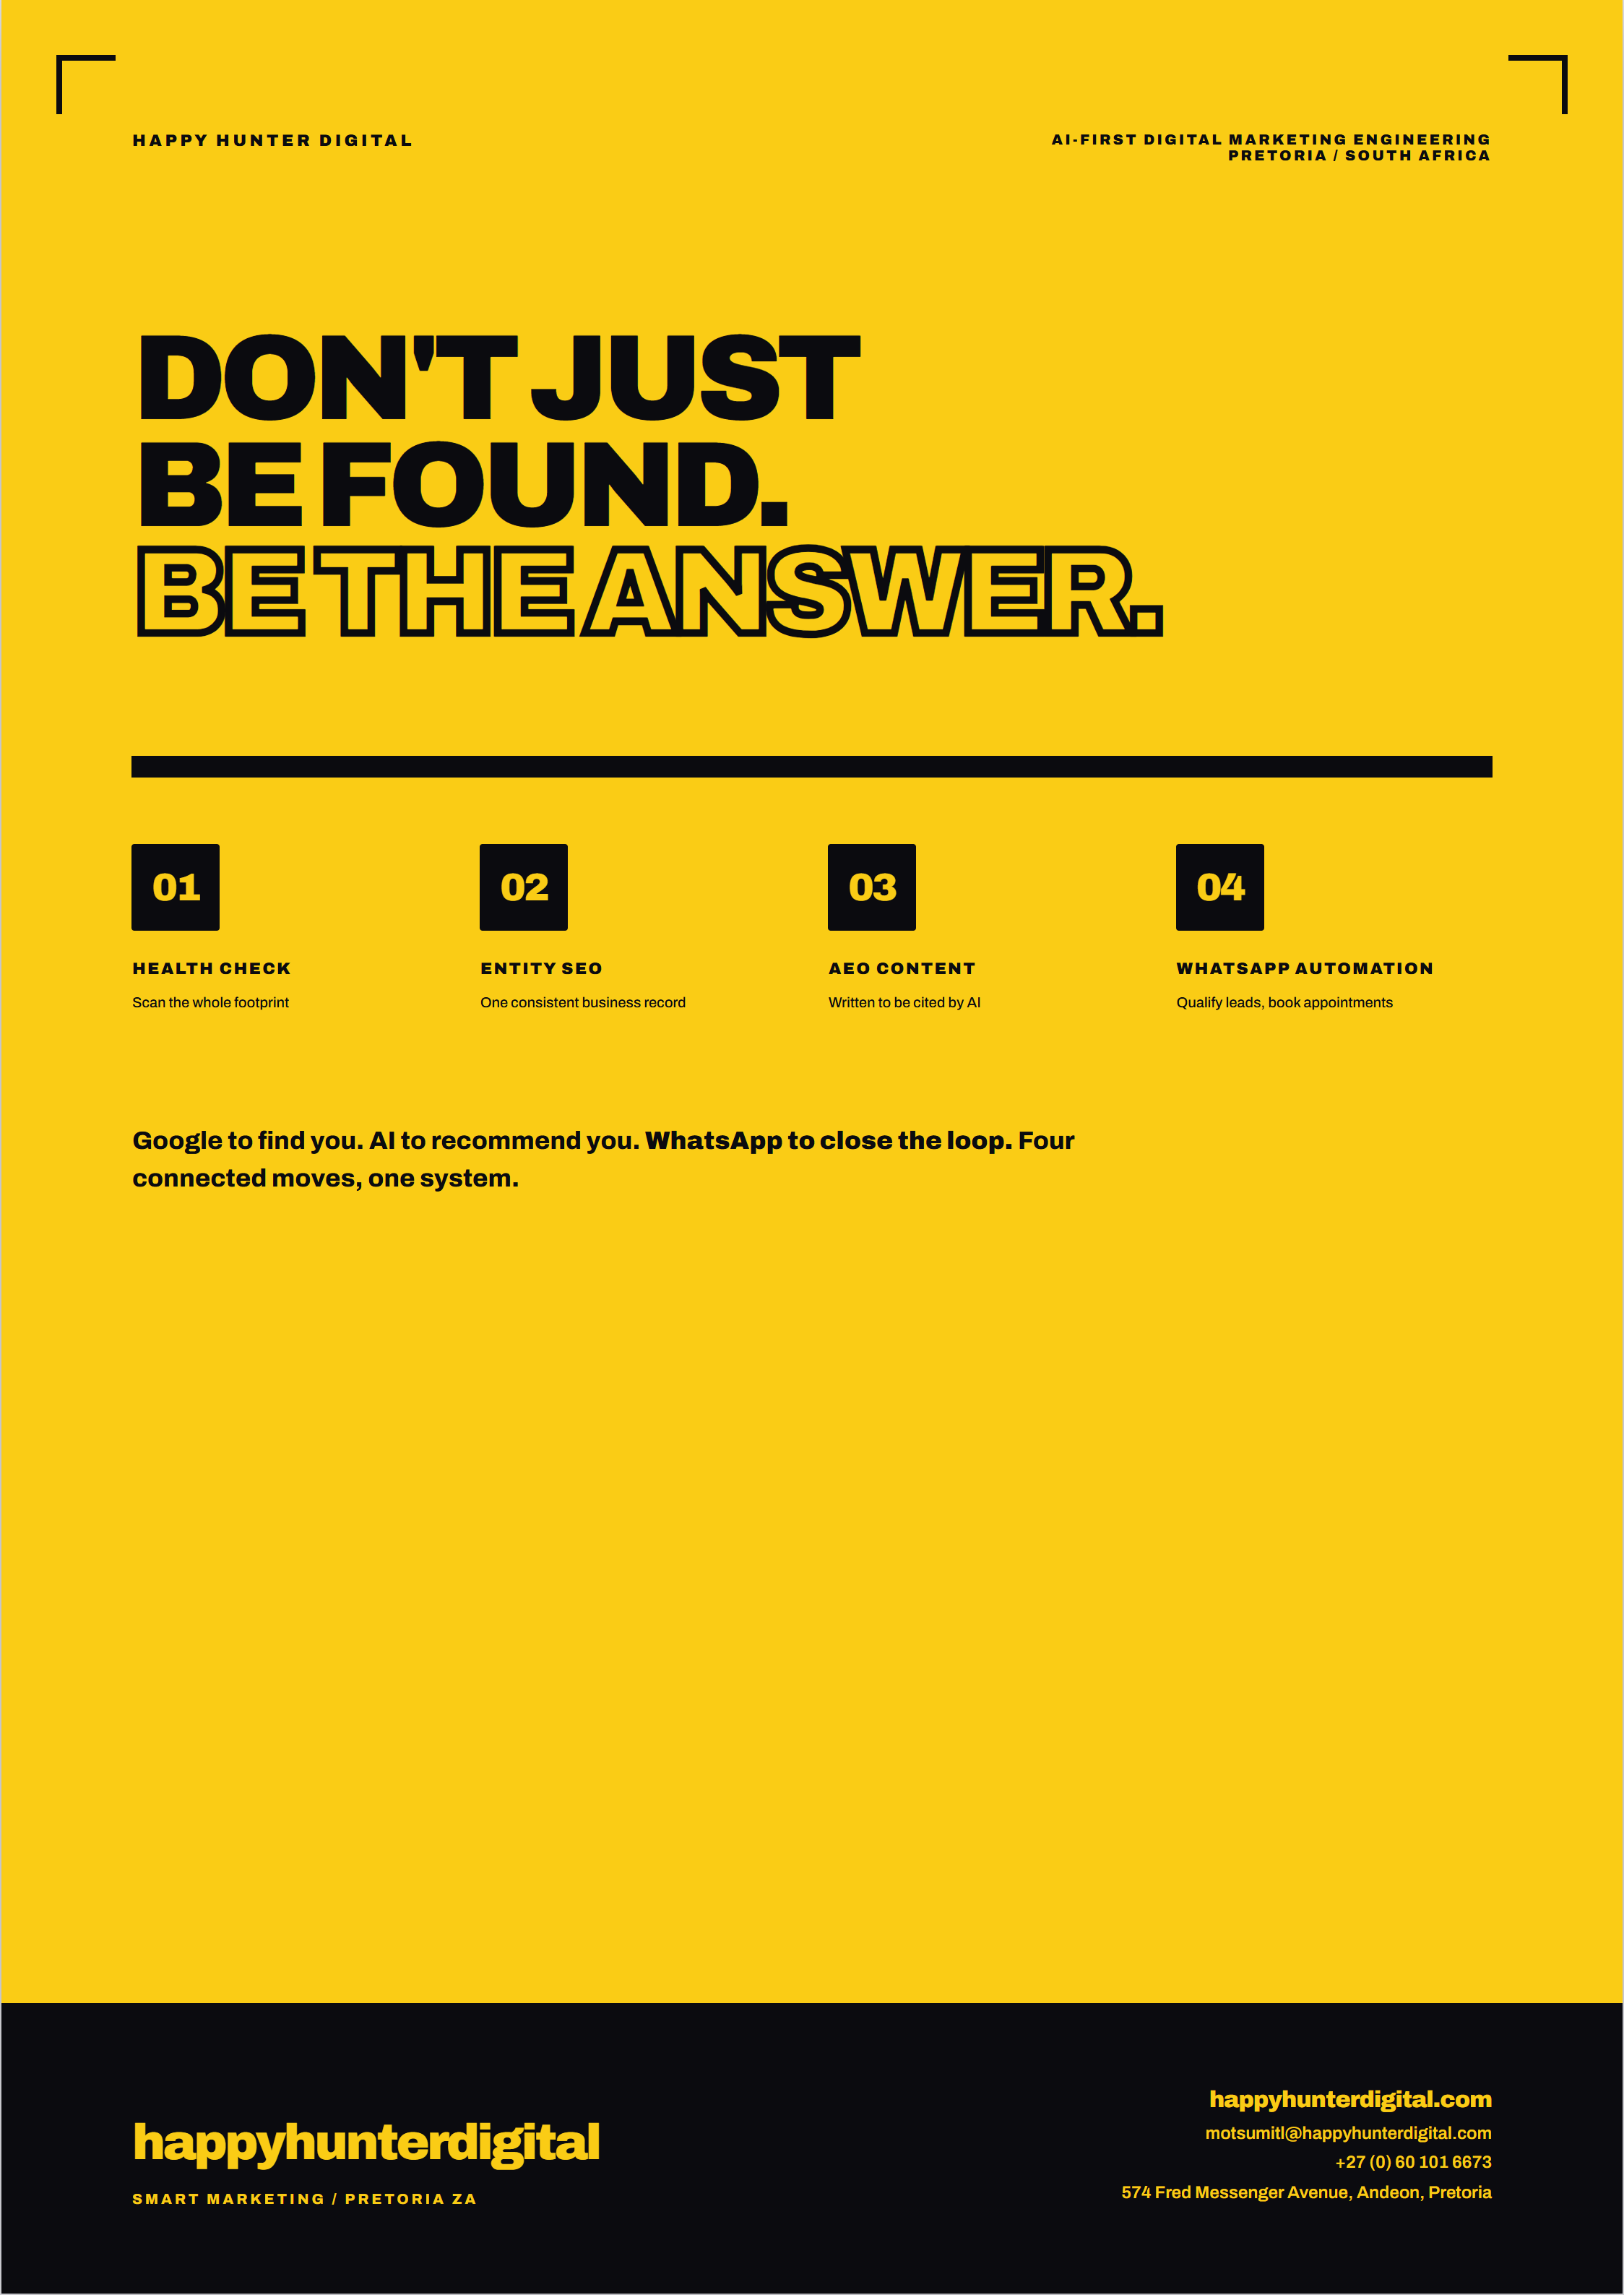 HAPPY HUNTER DIGITAL
AI-FIRST DIGITAL MARKETING ENGINEERING
PRETORIA / SOUTH AFRICA
DON'T JUST
BE FOUND.
BE THE ANSWER.
01
HEALTH CHECK
Scan the whole footprint
02
ENTITY SEO
One consistent business record
03
AEO CONTENT
Written to be cited by AI
04
WHATSAPP AUTOMATION
Qualify leads, book appointments
Google to find you. AI to recommend you. WhatsApp to close the loop. Four
connected moves, one system.
happyhunterdigital
SMART MARKETING / PRETORIA ZA
happyhunterdigital.com
motsumitl@happyhunterdigital.com
+27 (0) 60 101 6673
574 Fred Messenger Avenue, Andeon, Pretoria